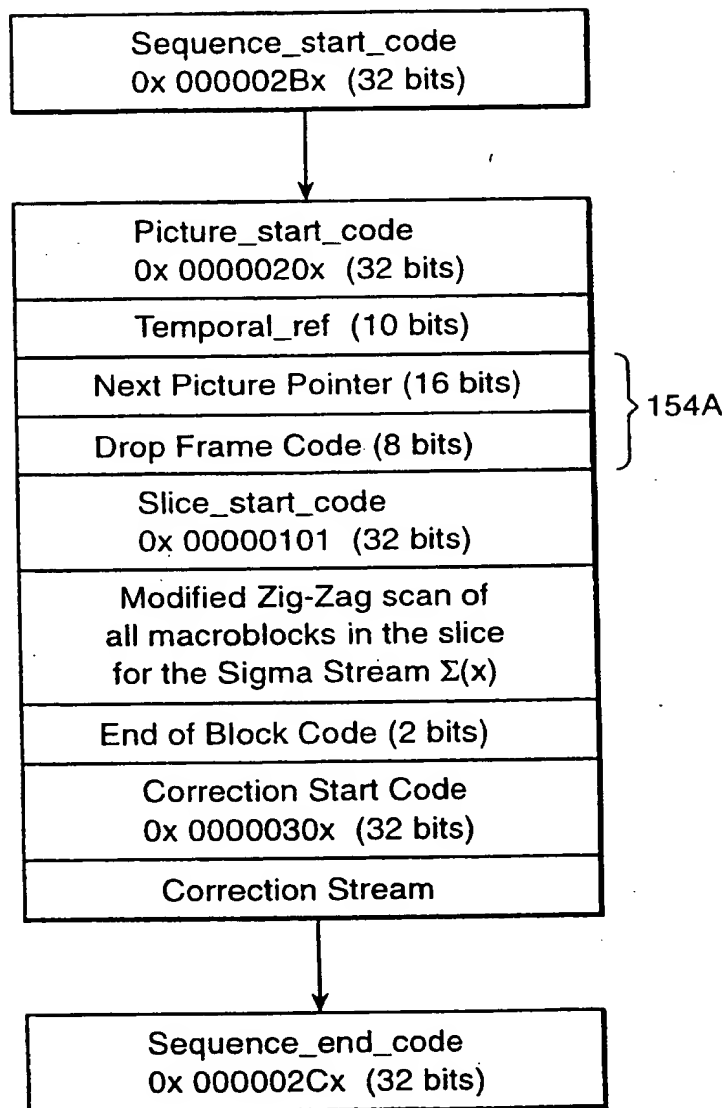 Sequence_start_code
0x 000002Bx (32 bits)
Picture_start_code
0x 0000020x (32 bits)
Temporal_ref (10 bits)
Next Picture Pointer (16 bits)
154A
Drop Frame Code (8 bits)
Slice_start_code
0x 00000101 (32 bits)
Modified Zig-Zag scan of
all macroblocks in the slice
for the Sigma Stream Σ(x)
End of Block Code (2 bits)
Correction Start Code
0x 0000030x (32 bits)
Correction Stream
Sequence_end_code
0x 000002Cx (32 bits)